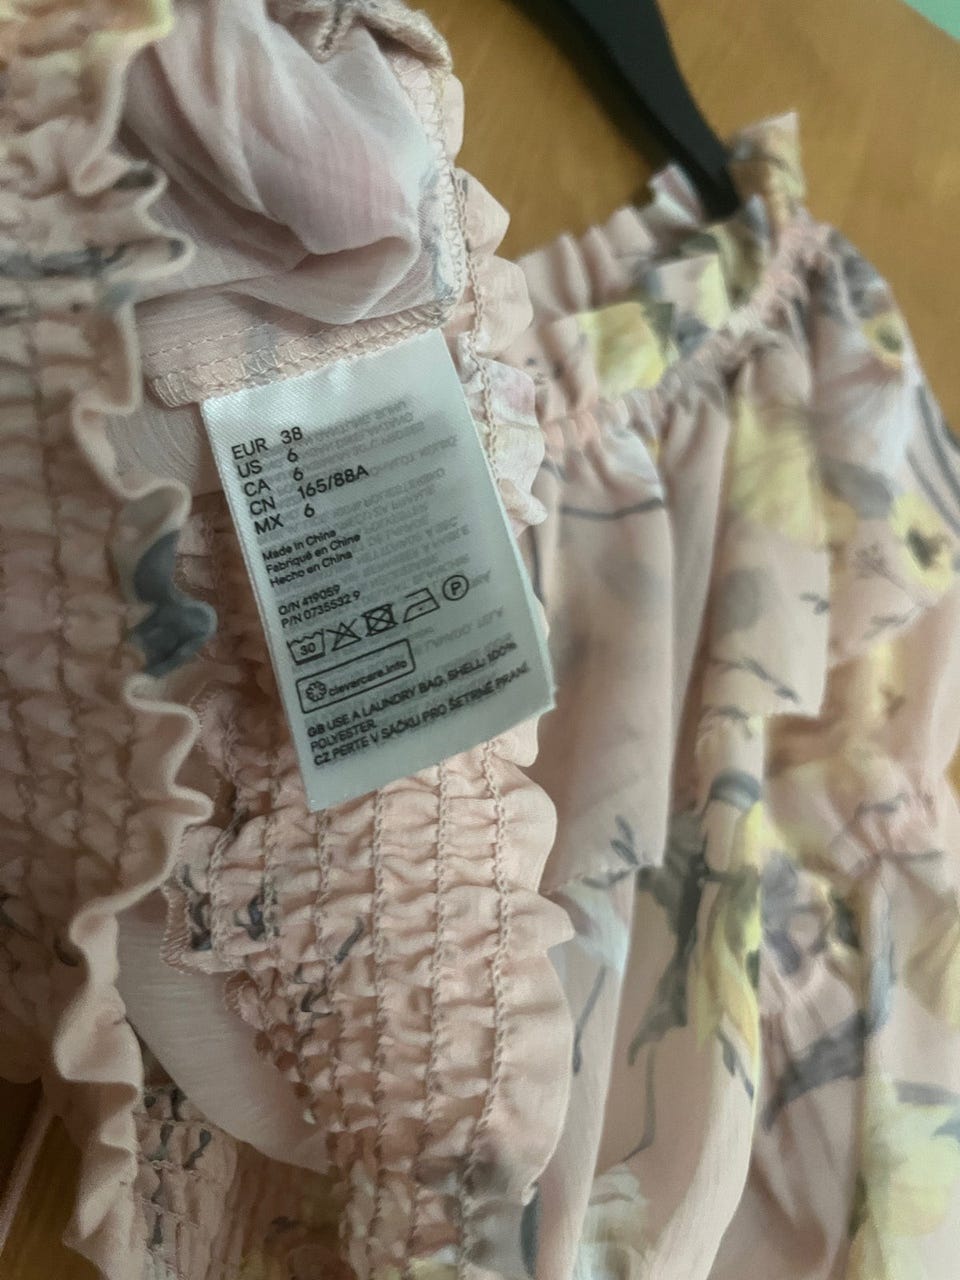 EUR 38
US 6
CA 6
CN 165/88A
MX 6
Made in China
Fabriqué en Chine
Hecho en China
O/N 419059
P/N 0735532 9
30 P
clevercare.info
GB USE A LAUNDRY BAG, SHELL: 100%
POLYESTER
CZ PERTE V SÁČKU PRO ŠETRNÉ PRANÍ